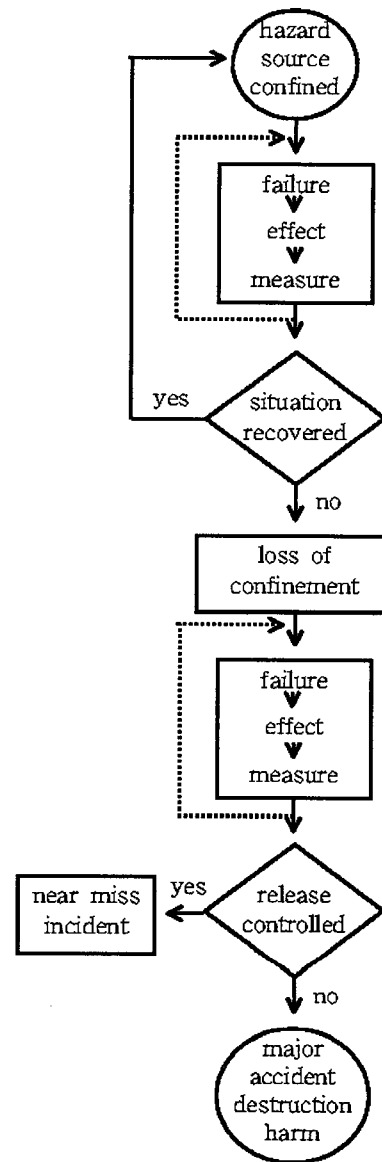 hazard
source
confined
failure
effect
measure
yes
situation
recovered
no
loss of
confinement
failure
effect
measure
near miss
incident
yes
release
controlled
no
major
accident
destruction
harm